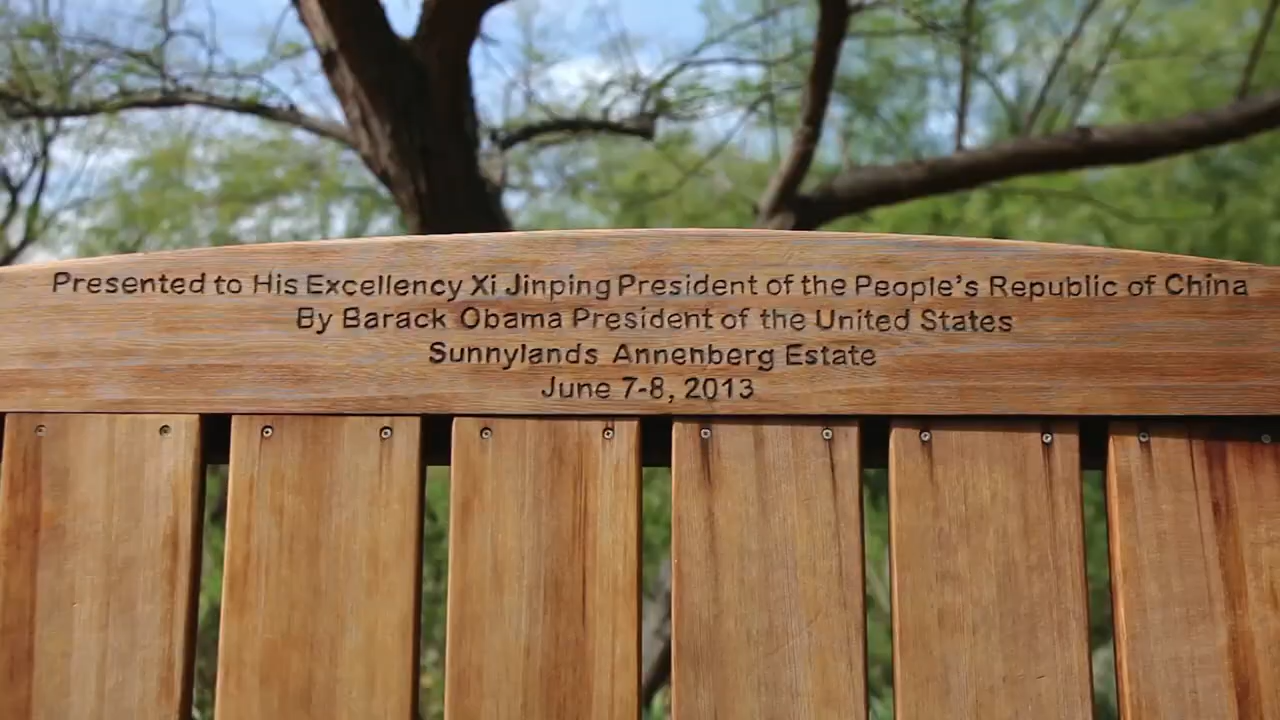 Presented to His Excellency Xi Jinping President of the People's Republic of China
By Barack Obama President of the United States
Sunnylands Annenberg Estate
June 7-8, 2013